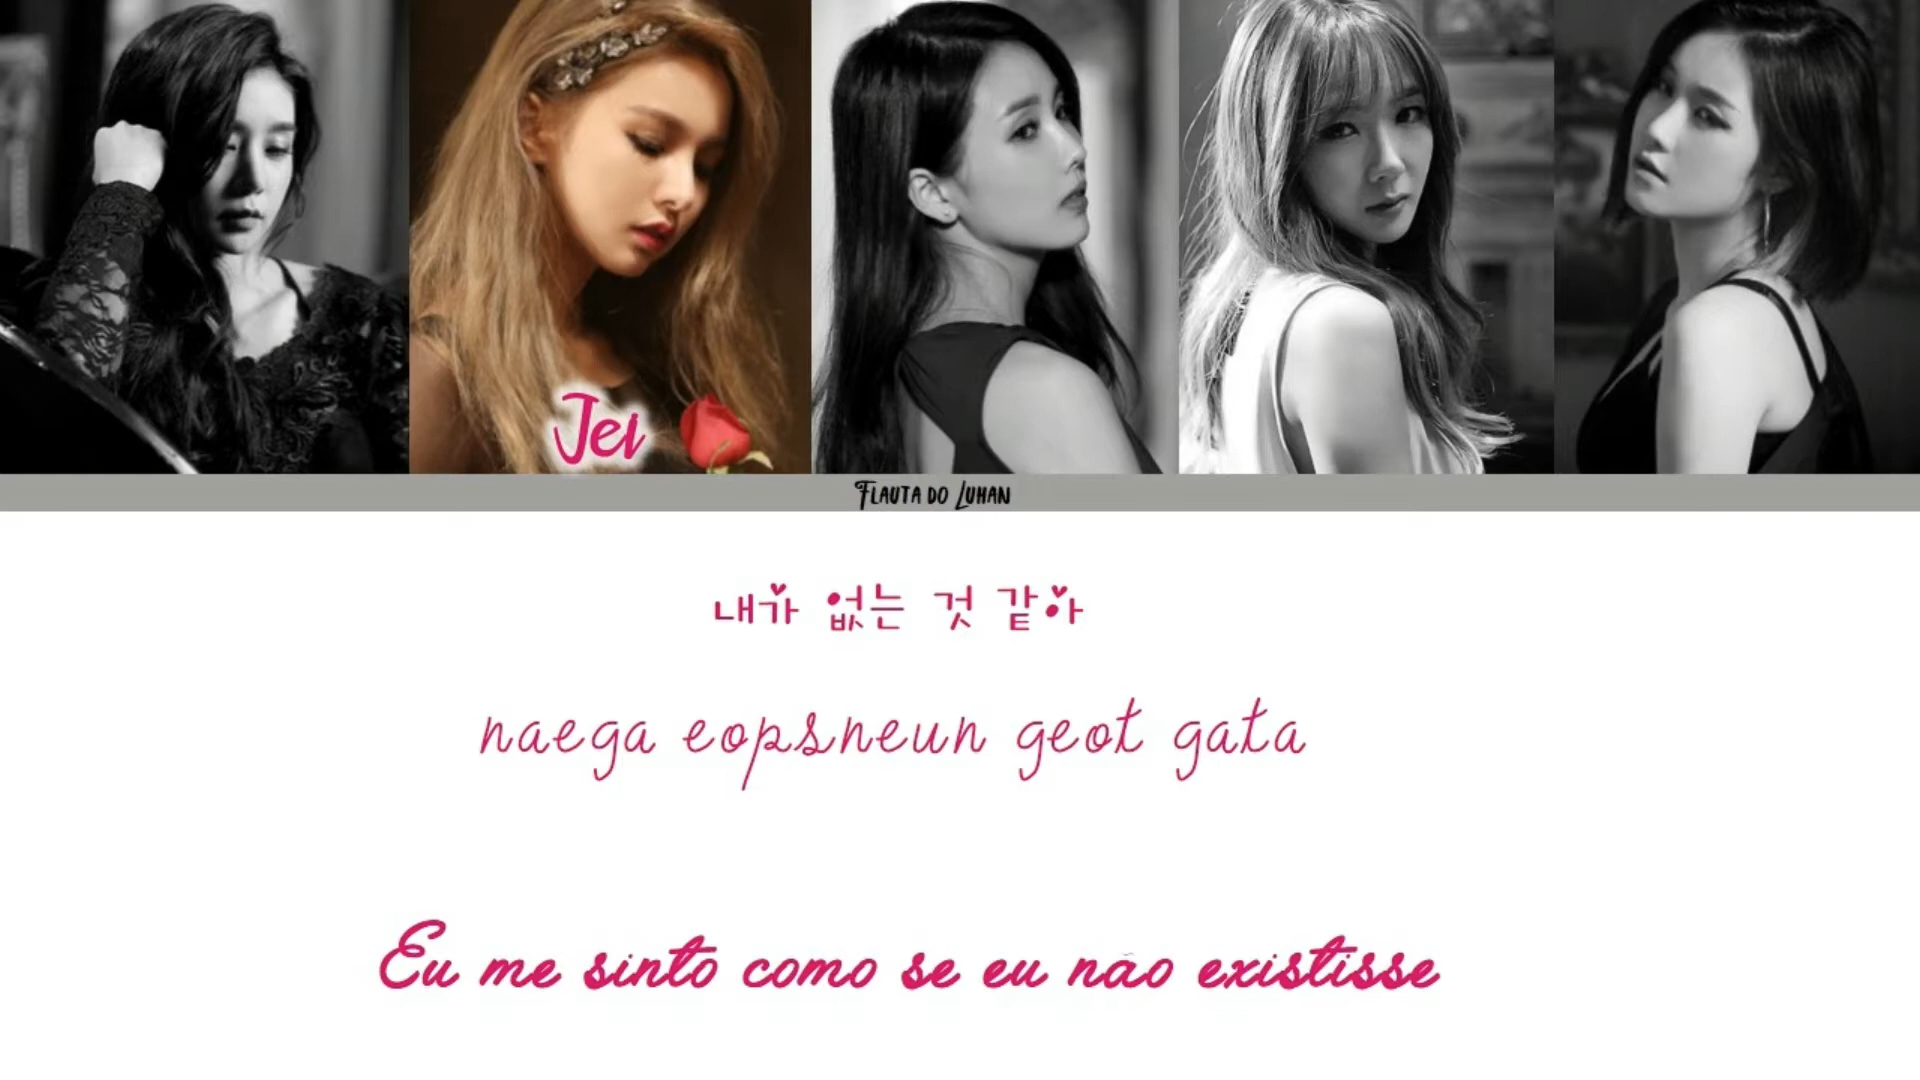 Jei
Flauta do Luhan
내가 없는 것 같아
naega eopsneun geot gata
Eu me sinto como se eu não existisse